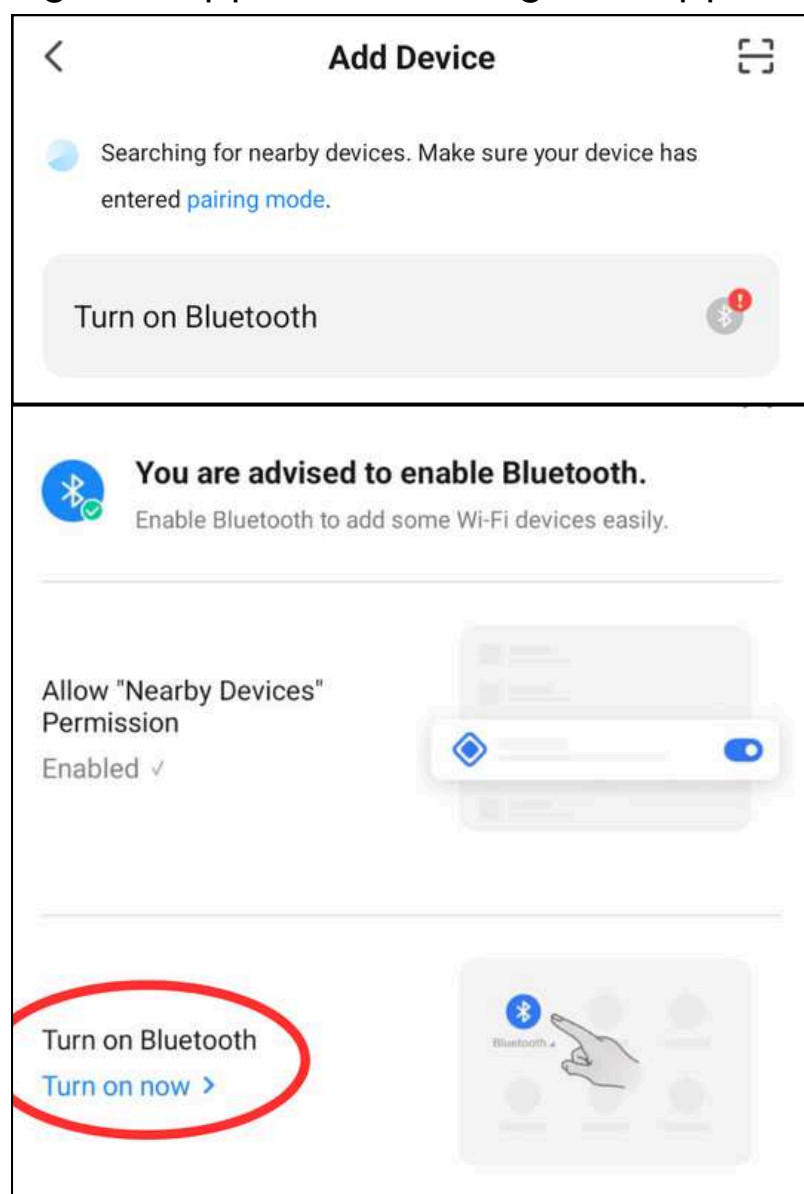 Add Device
Searching for nearby devices. Make sure your device has
entered pairing mode.
Turn on Bluetooth
You are advised to enable Bluetooth.
Enable Bluetooth to add some Wi-Fi devices easily.
Allow "Nearby Devices"
Permission
Enabled ✓
Turn on Bluetooth
Turn on now >
Bluetooth